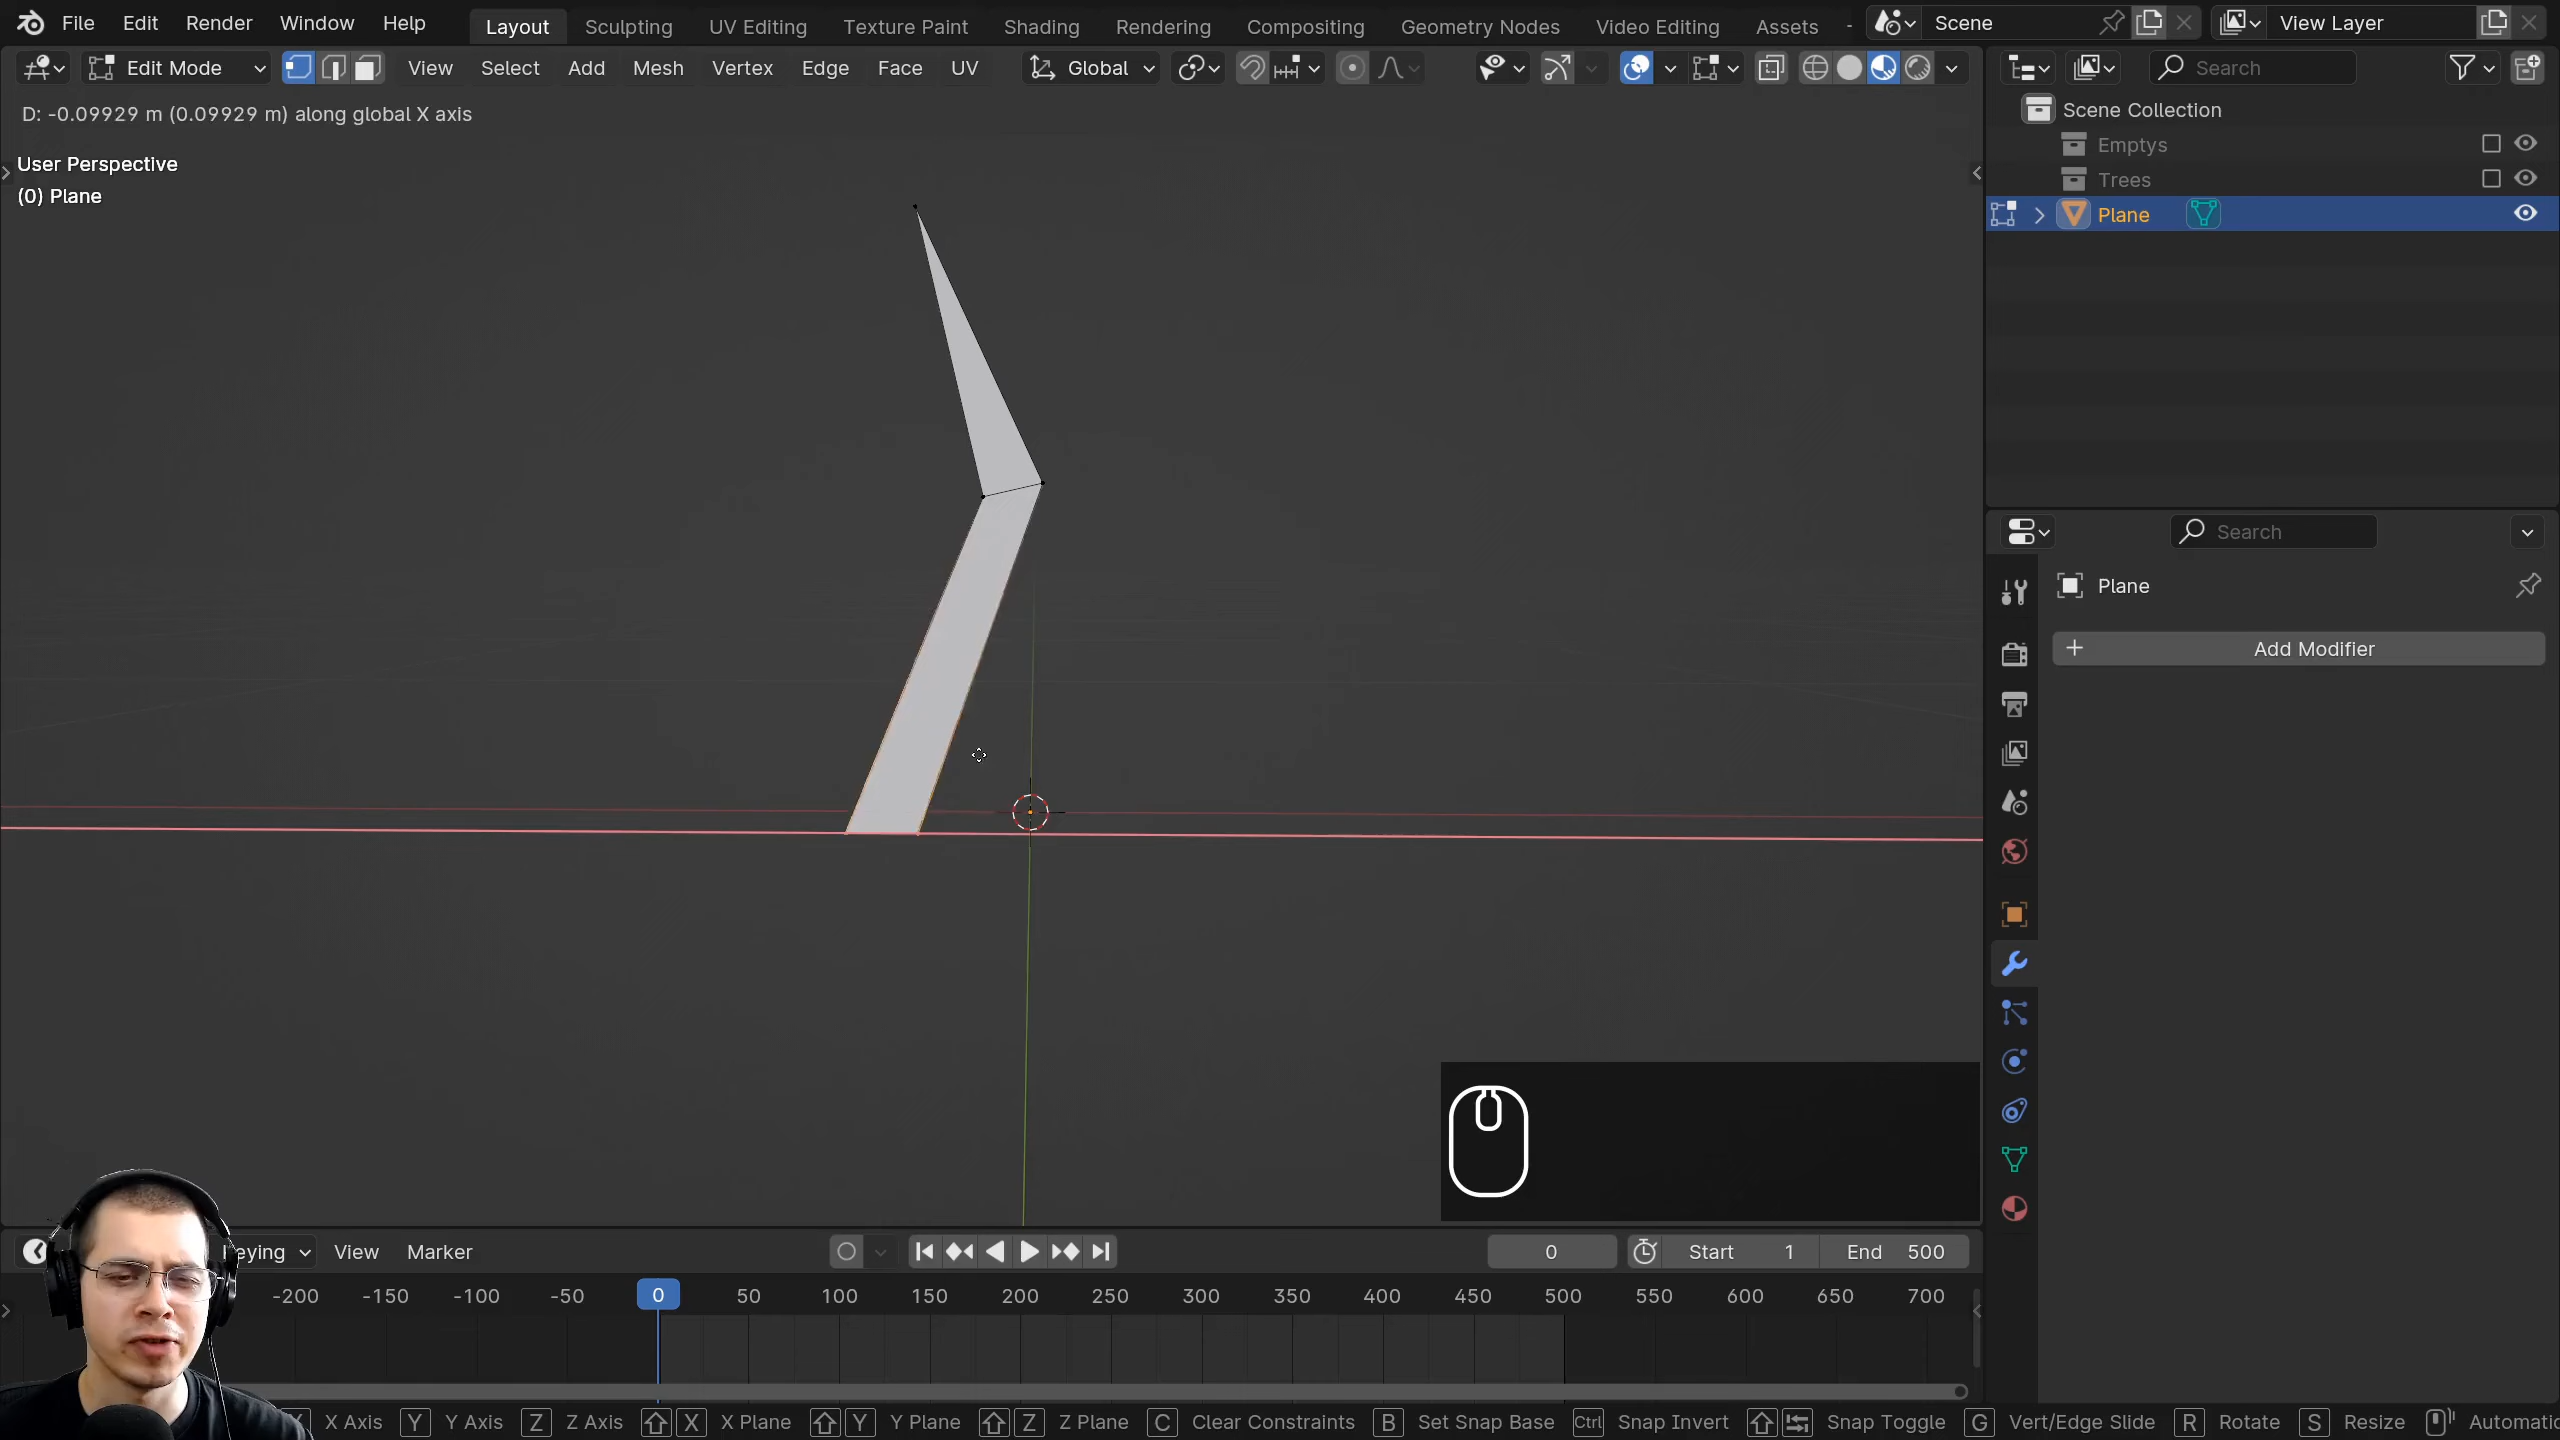 File Edit Render Window Help Layout Sculpting UV Editing Texture Paint Shading Rendering Compositing Geometry Nodes Video Editing Assets Scene View Layer
Edit Mode View Select Add Mesh Vertex Edge Face UV Global Search
D: -0.09929 m (0.09929 m) along global X axis
Scene Collection
User Perspective
(0) Plane
Emptys
Trees
Plane
Search
Plane
+ Add Modifier
Keying View Marker 0 Start 1 End 500
-200 -150 -100 -50 0 50 100 150 200 250 300 350 400 450 500 550 600 650 700
X Axis Y Y Axis Z Z Axis X X Plane Y Y Plane Z Z Plane C Clear Constraints B Set Snap Base Ctrl Snap Invert Snap Toggle G Vert/Edge Slide R Rotate S Resize